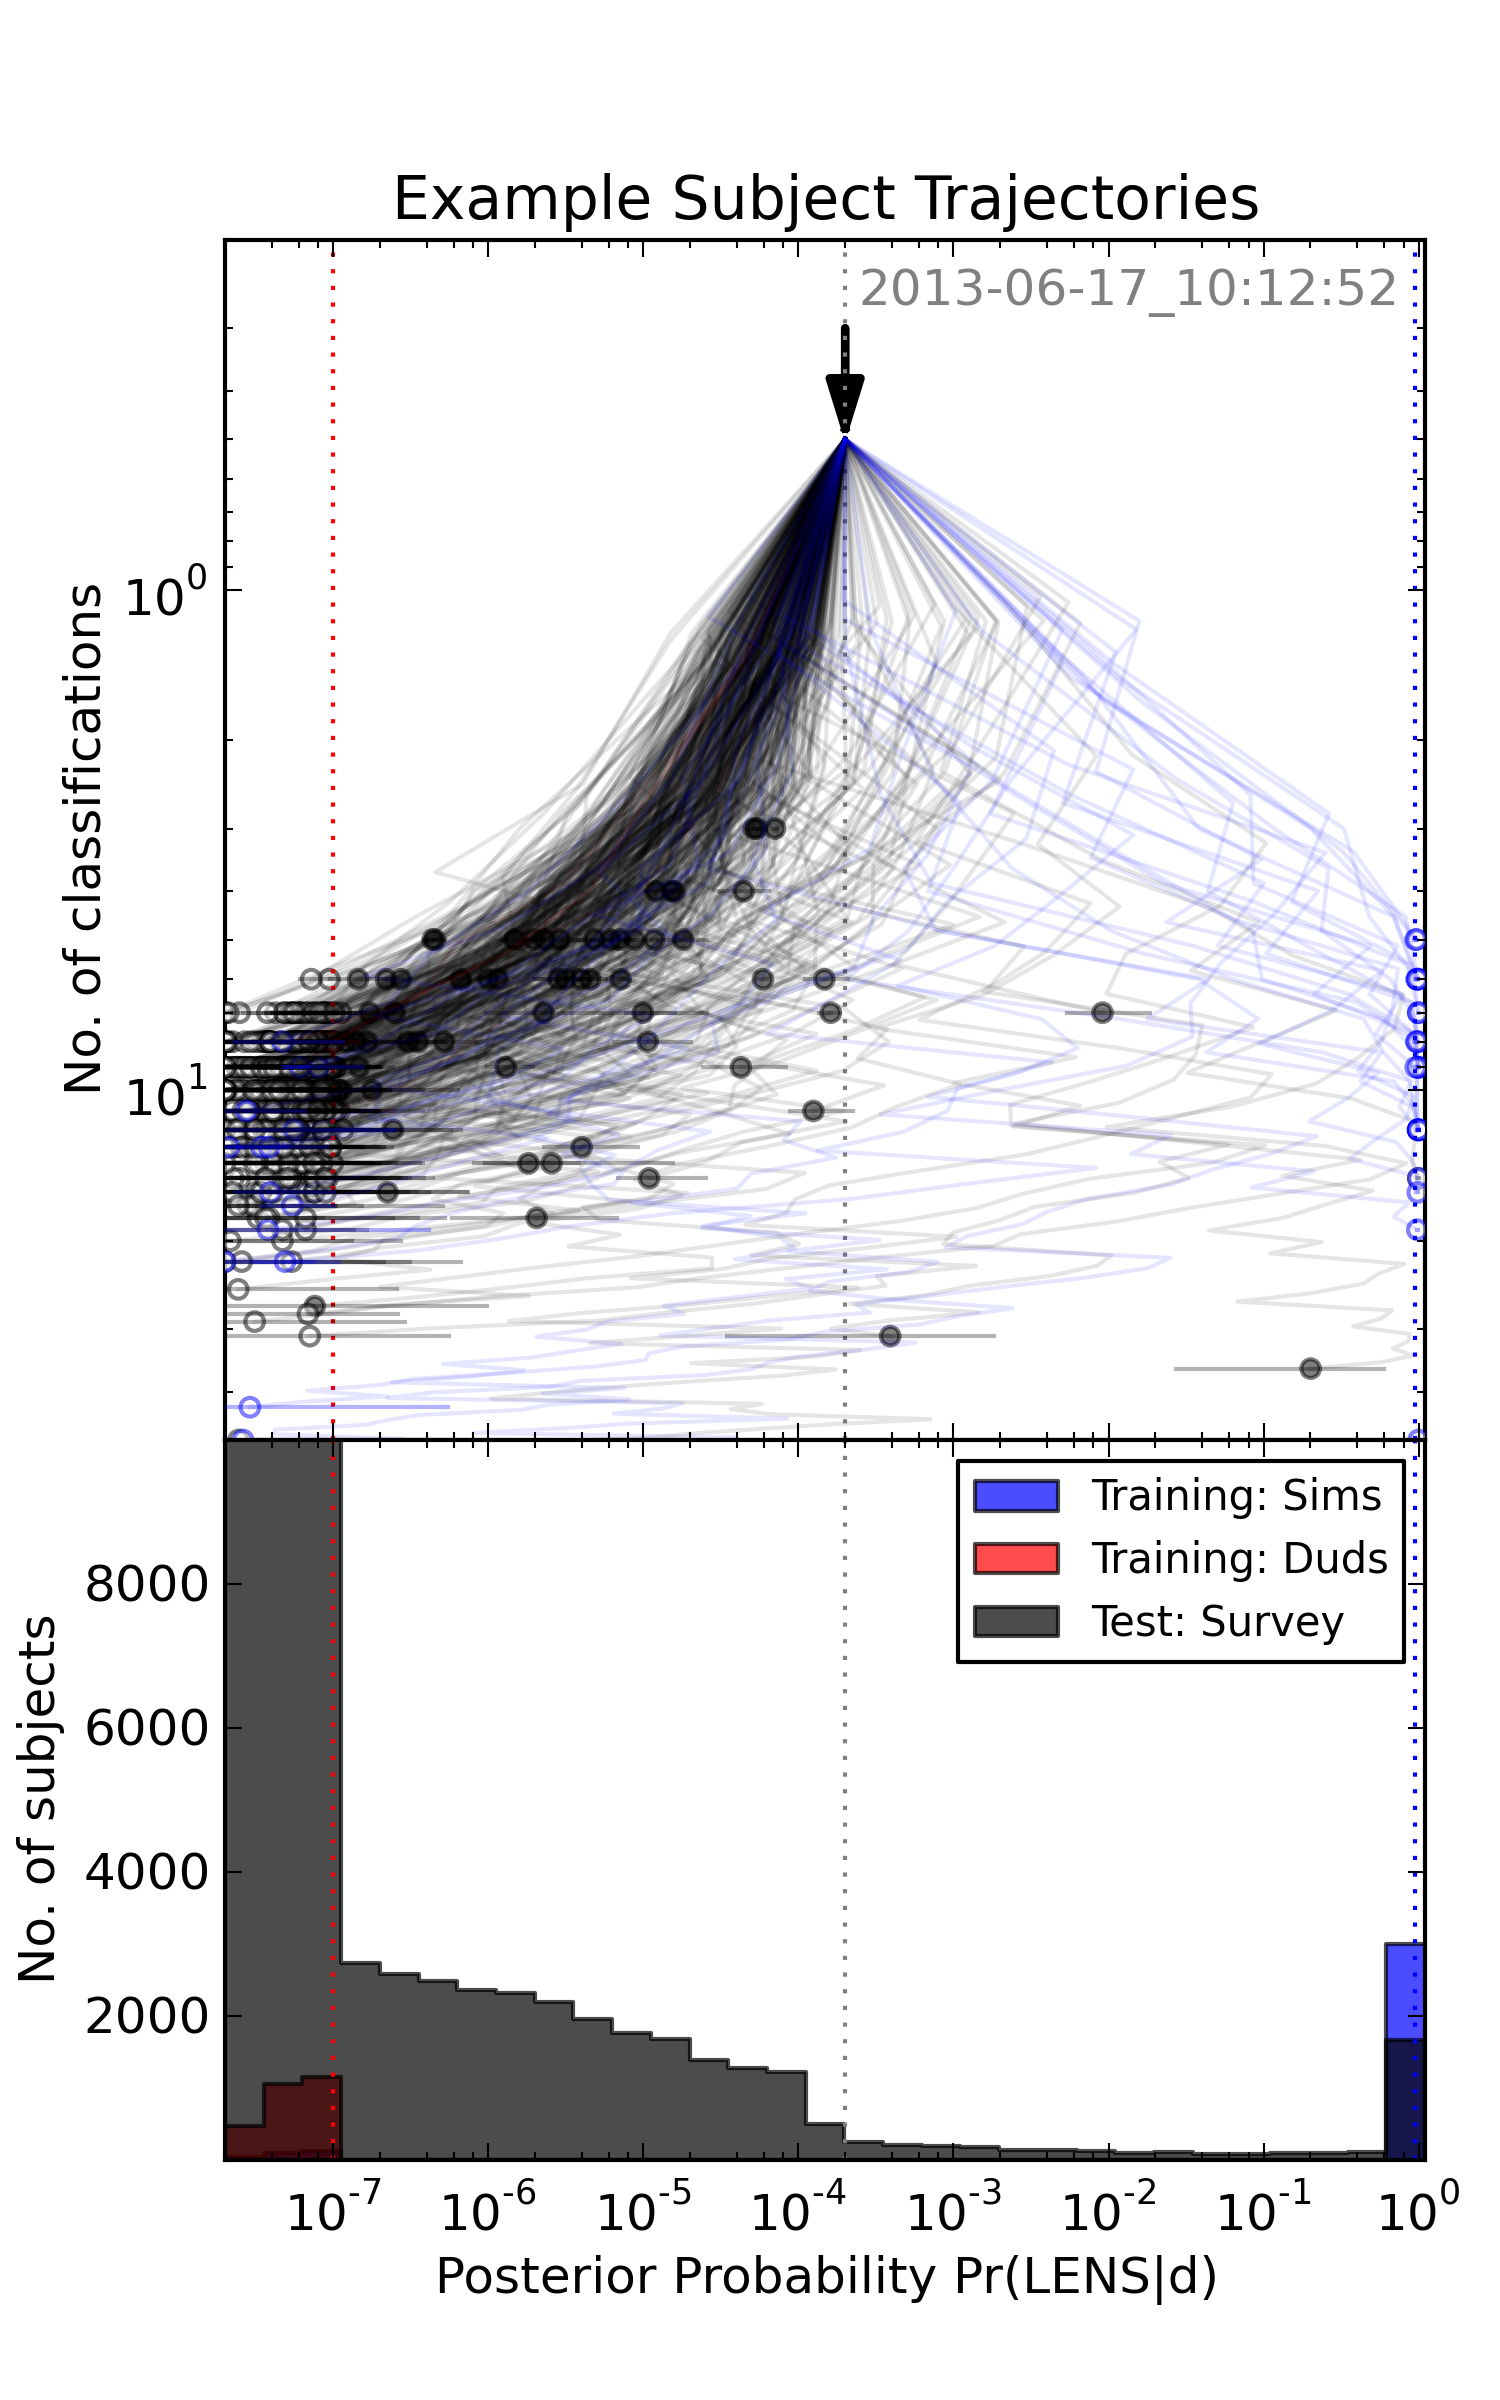 Example Subject Trajectories
2013-06-17_10:12:52
No. of classifications
10^0
10^1
Training: Sims
Training: Duds
Test: Survey
No. of subjects
8000
6000
4000
2000
10^-7 10^-6 10^-5 10^-4 10^-3 10^-2 10^-1 10^0
Posterior Probability Pr(LENS|d)